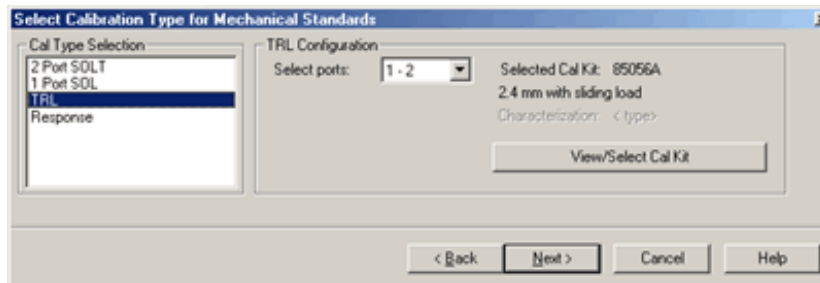 Select Calibration Type for Mechanical Standards
Cal Type Selection
2 Port SOLT
1 Port SOL
TRL
Response
TRL Configuration
Select ports:
1 - 2
Selected Cal Kit: 85056A
2.4 mm with sliding load
Characterization: < type>
View/Select Cal Kit
< Back
Next >
Cancel
Help